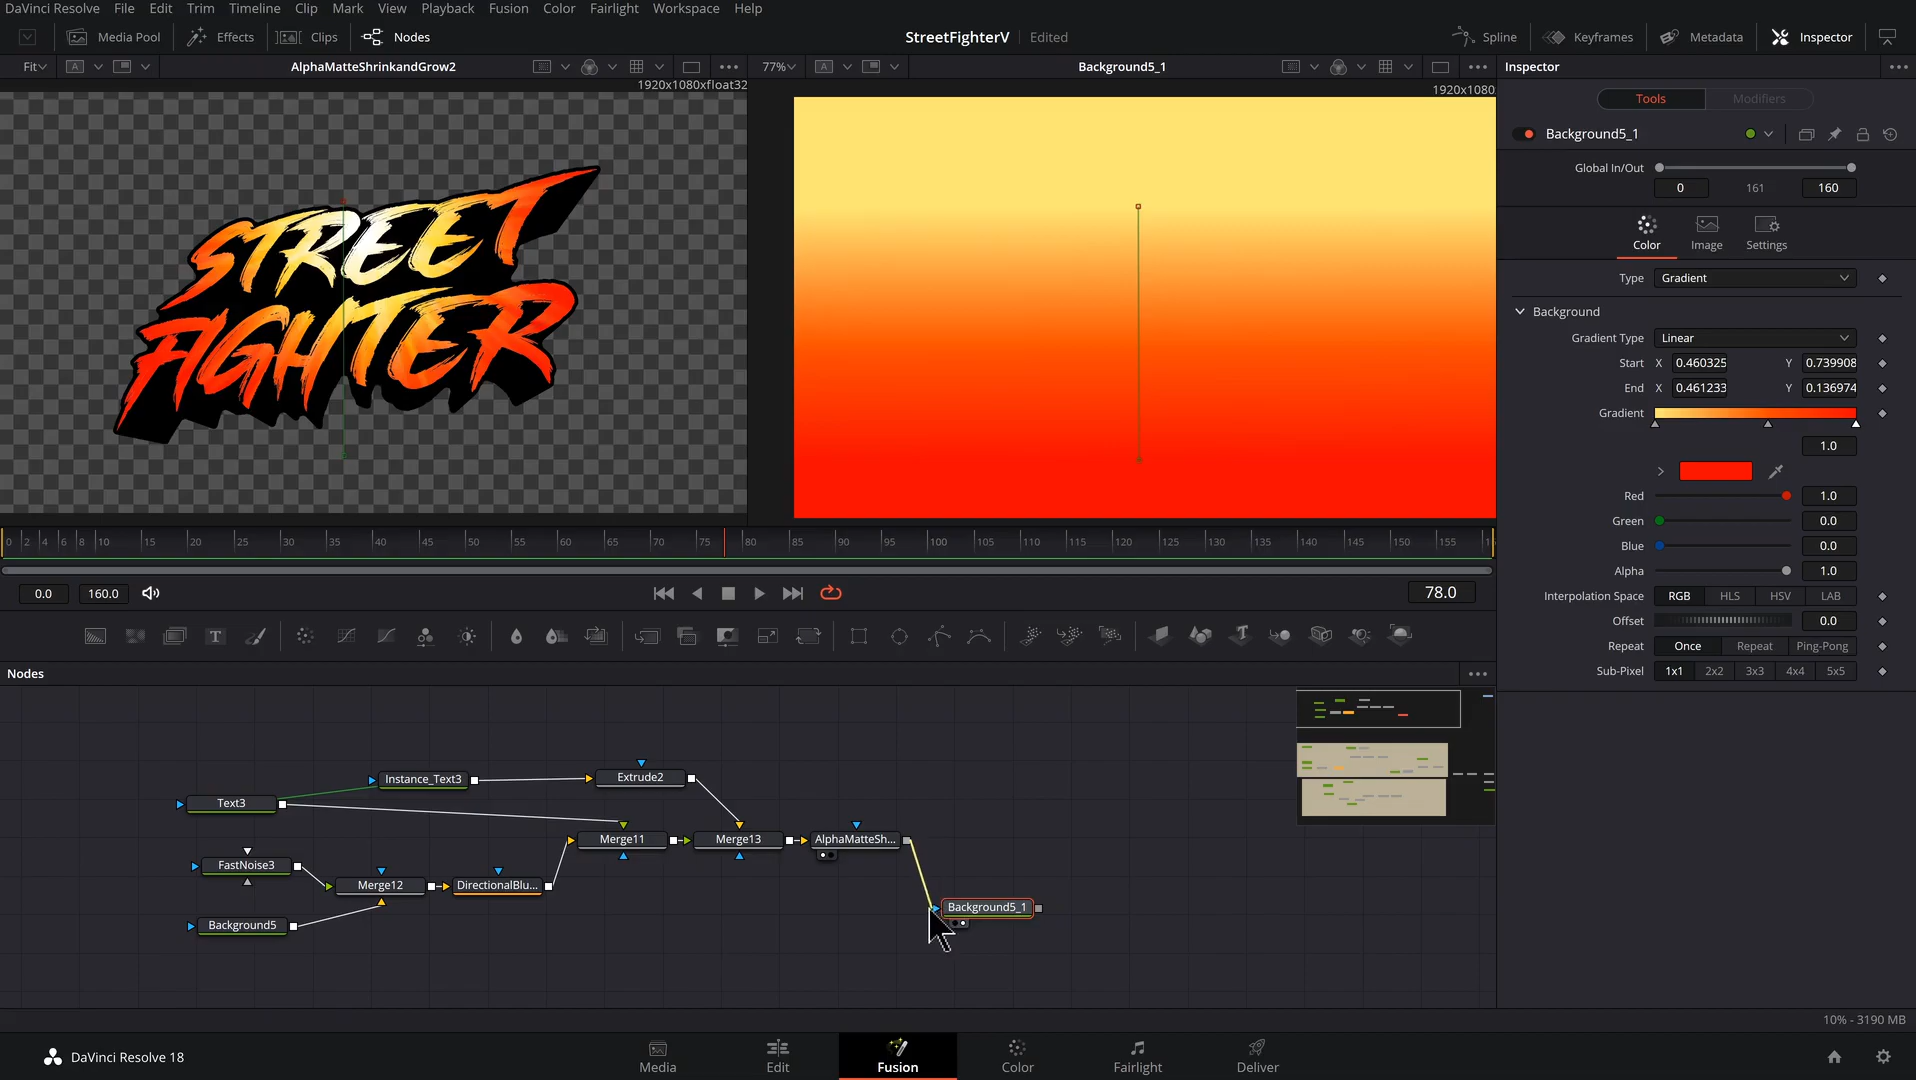 DaVinci Resolve File Edit Trim Timeline Clip Mark View Playback Fusion Color Fairlight Workspace Help
Media Pool Effects Clips Nodes StreetFighterV Edited Spline Keyframes Metadata Inspector
Fit A AlphaMatteShrinkandGrow2 77% A Background5_1 Inspector
1920x1080xfloat32 1920x1080
Tools Modifiers
Background5_1
Global In/Out
0 161 160
Color Image Settings
Type Gradient
Background
Gradient Type Linear
Start X 0.460325 Y 0.739908
End X 0.461233 Y 0.136974
Gradient
1.0
Red 1.0
Green 0.0
Blue 0.0
Alpha 1.0
Interpolation Space RGB HLS HSV LAB
Offset 0.0
Repeat Once Repeat Ping-Pong
Sub-Pixel 1x1 2x2 3x3 4x4 5x5
STREET
FIGHTER
0 2 4 6 8 10 15 20 25 30 35 40 45 50 55 60 65 70 75 80 85 90 95 100 105 110 115 120 125 130 135 140 145 150 155
0.0 160.0 78.0
T T
Nodes
Instance_Text3 Extrude2
Text3
Merge11 Merge13 AlphaMatteSh...
FastNoise3
Merge12 DirectionalBlu...
Background5_1
Background5
10% - 3190 MB
DaVinci Resolve 18
Media Edit Fusion Color Fairlight Deliver